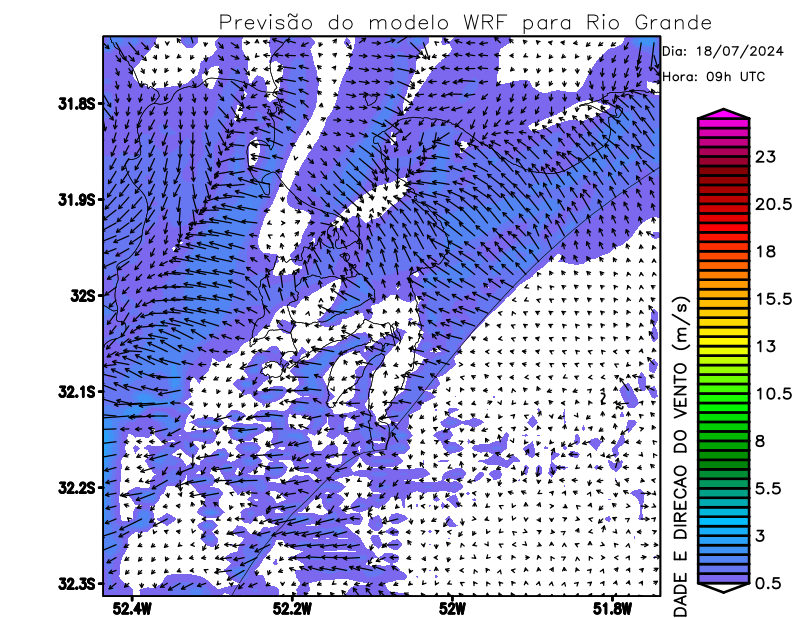 Previsão do modelo WRF para Rio Grande
Dia: 18/07/2024
Hora: 09h UTC
31.8S
31.9S
32S
32.1S
32.2S
32.3S
52.4W
52.2W
52W
51.8W
DADE E DIRECAO DO VENTO (m/s)
23
20.5
18
15.5
13
10.5
8
5.5
3
0.5